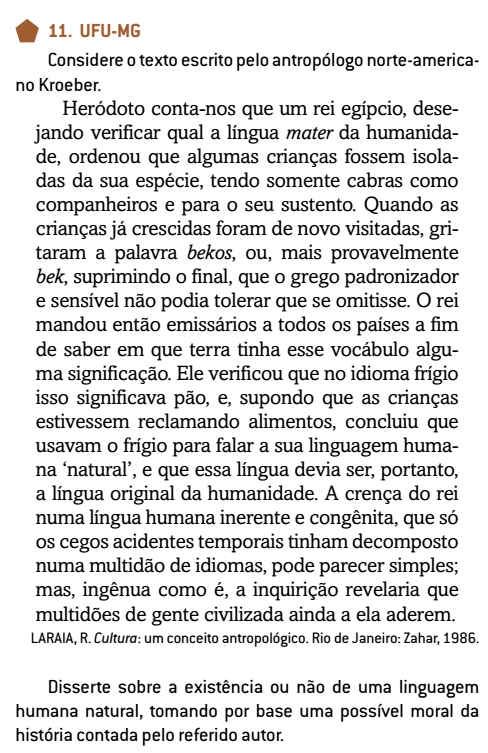 11. UFU-MG
Considere o texto escrito pelo antropólogo norte-america-
no Kroeber.
Heródoto conta-nos que um rei egípcio, dese-
jando verificar qual a língua mater da humanida-
de, ordenou que algumas crianças fossem isola-
das da sua espécie, tendo somente cabras como
companheiros e para o seu sustento. Quando as
crianças já crescidas foram de novo visitadas, gri-
taram a palavra bekos, ou, mais provavelmente
bek, suprimindo o final, que o grego padronizador
e sensível não podia tolerar que se omitisse. O rei
mandou então emissários a todos os países a fim
de saber em que terra tinha esse vocábulo algu-
ma significação. Ele verificou que no idioma frígio
isso significava pão, e, supondo que as crianças
estivessem reclamando alimentos, concluiu que
usavam o frígio para falar a sua linguagem huma-
na ‘natural’, e que essa língua devia ser, portanto,
a língua original da humanidade. A crença do rei
numa língua humana inerente e congênita, que só
os cegos acidentes temporais tinham decomposto
numa multidão de idiomas, pode parecer simples;
mas, ingênua como é, a inquirição revelaria que
multidões de gente civilizada ainda a ela aderem.
LARAIA, R. Cultura: um conceito antropológico. Rio de Janeiro: Zahar, 1986.
Disserte sobre a existência ou não de uma linguagem
humana natural, tomando por base uma possível moral da
história contada pelo referido autor.